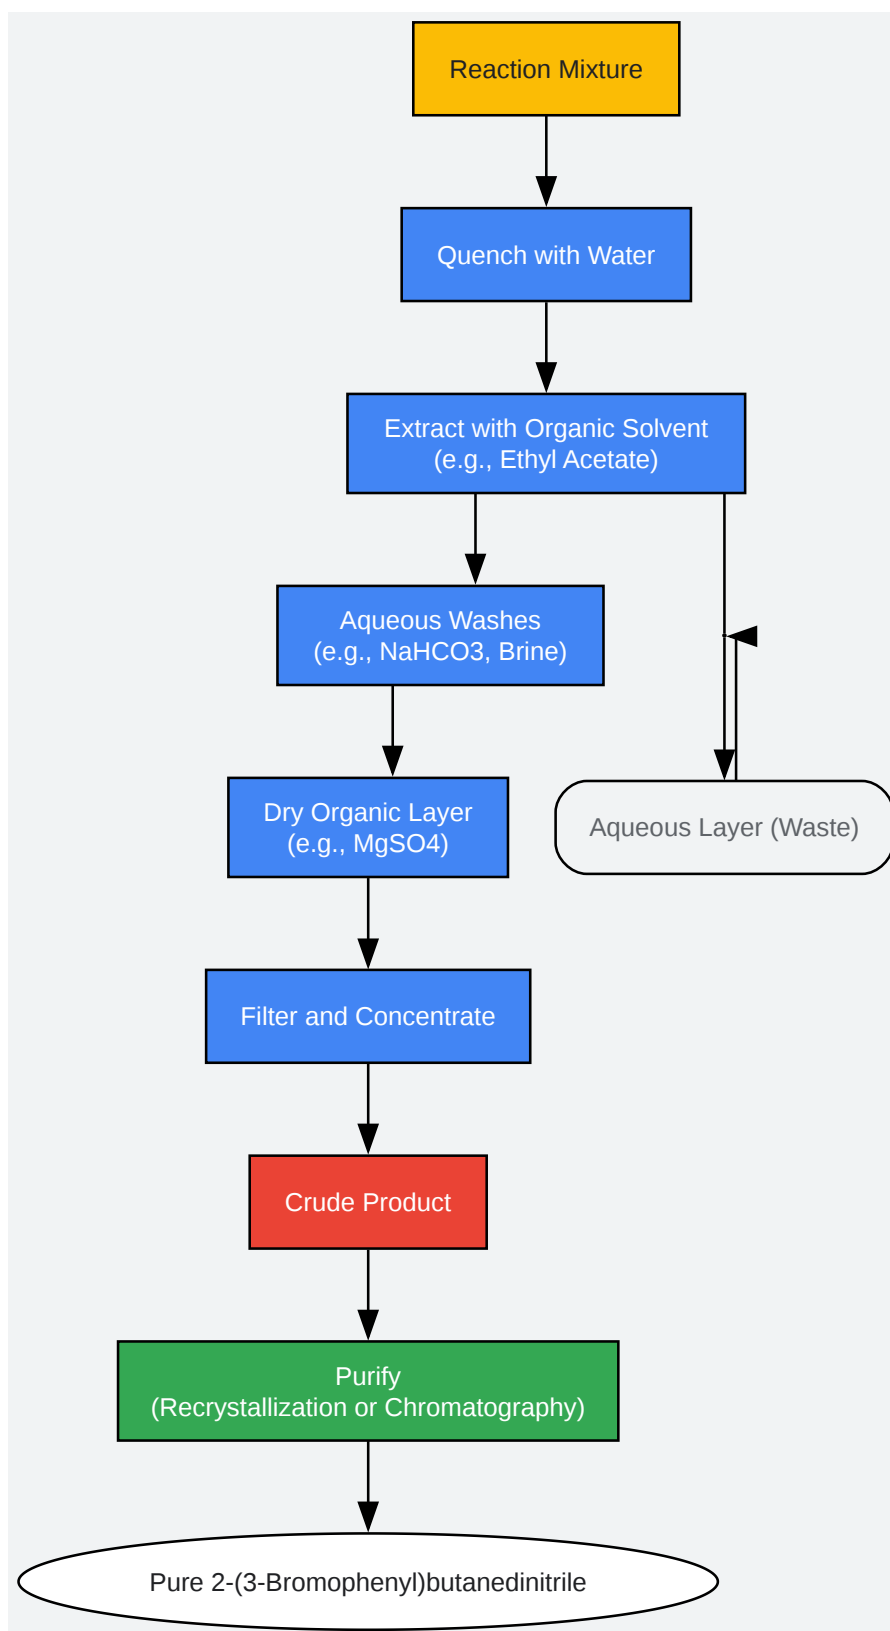 Reaction Mixture
Quench with Water
Extract with Organic Solvent
(e.g., Ethyl Acetate)
Aqueous Washes
(e.g., NaHCO3, Brine)
Dry Organic Layer
(e.g., MgSO4)
Aqueous Layer (Waste)
Filter and Concentrate
Crude Product
Purify
(Recrystallization or Chromatography)
Pure 2-(3-Bromophenyl)butanedinitrile